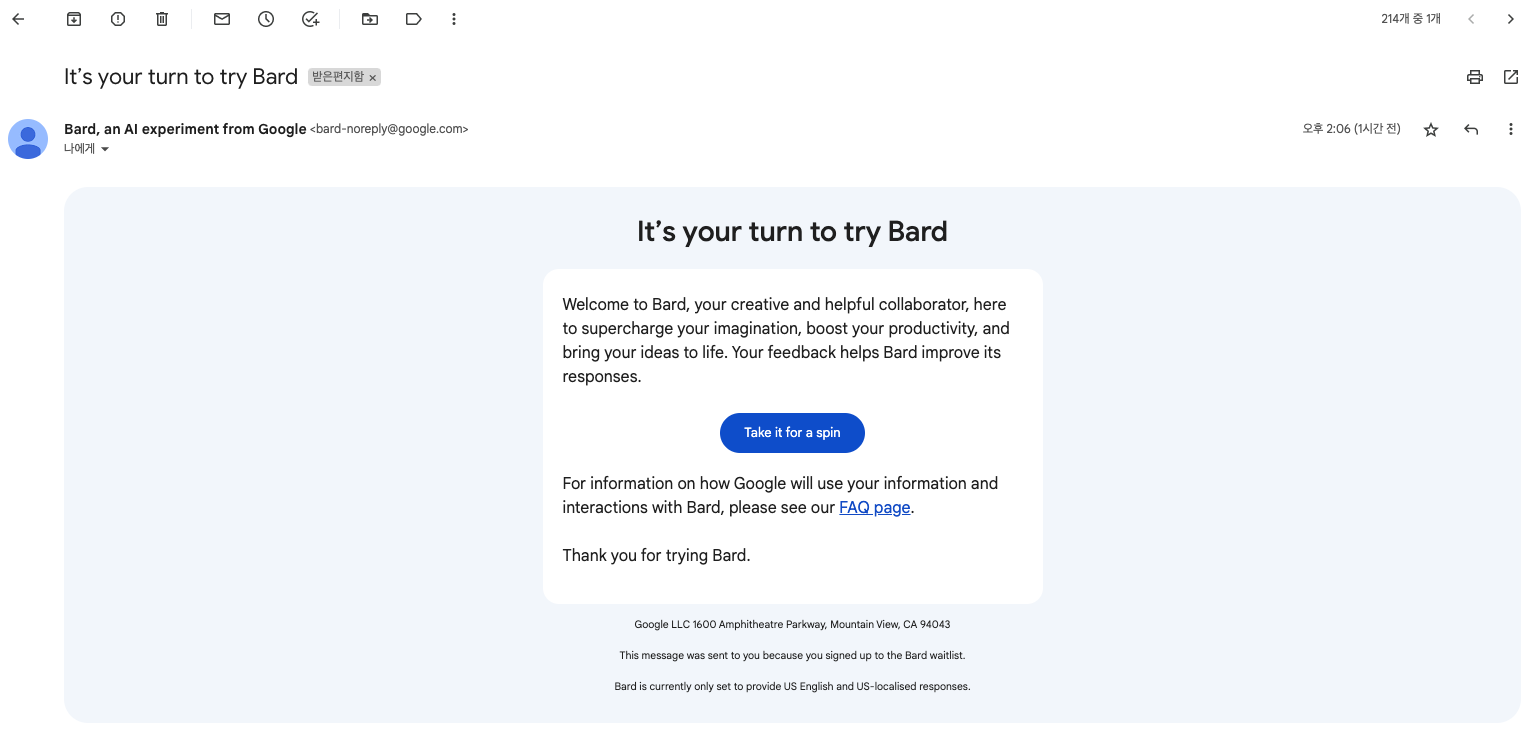 214개 중 1개
It’s your turn to try Bard 받은편지함 ×
Bard, an AI experiment from Google <bard-noreply@google.com> 오후 2:06 (1시간 전)
나에게
It’s your turn to try Bard
Welcome to Bard, your creative and helpful collaborator, here
to supercharge your imagination, boost your productivity, and
bring your ideas to life. Your feedback helps Bard improve its
responses.
Take it for a spin
For information on how Google will use your information and
interactions with Bard, please see our FAQ page.
Thank you for trying Bard.
Google LLC 1600 Amphitheatre Parkway, Mountain View, CA 94043
This message was sent to you because you signed up to the Bard waitlist.
Bard is currently only set to provide US English and US-localised responses.